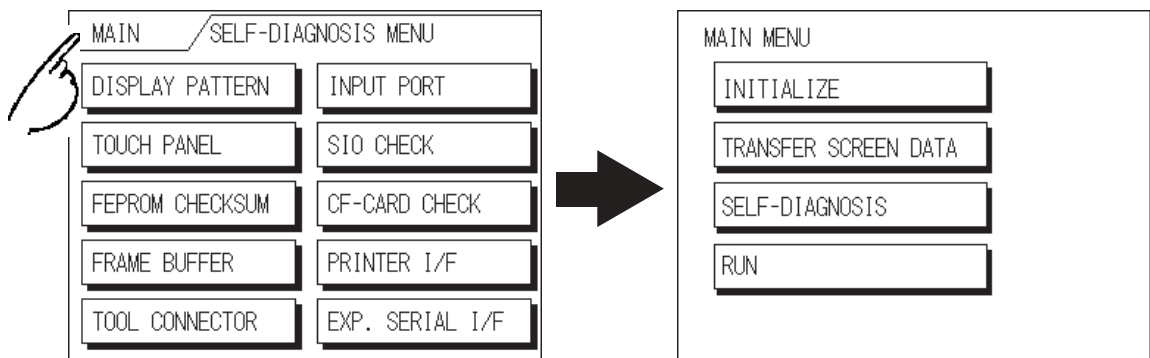 MAIN SELF-DIAGNOSIS MENU
DISPLAY PATTERN INPUT PORT
TOUCH PANEL SIO CHECK
FEPROM CHECKSUM CF-CARD CHECK
FRAME BUFFER PRINTER I/F
TOOL CONNECTOR EXP. SERIAL I/F
MAIN MENU
INITIALIZE
TRANSFER SCREEN DATA
SELF-DIAGNOSIS
RUN